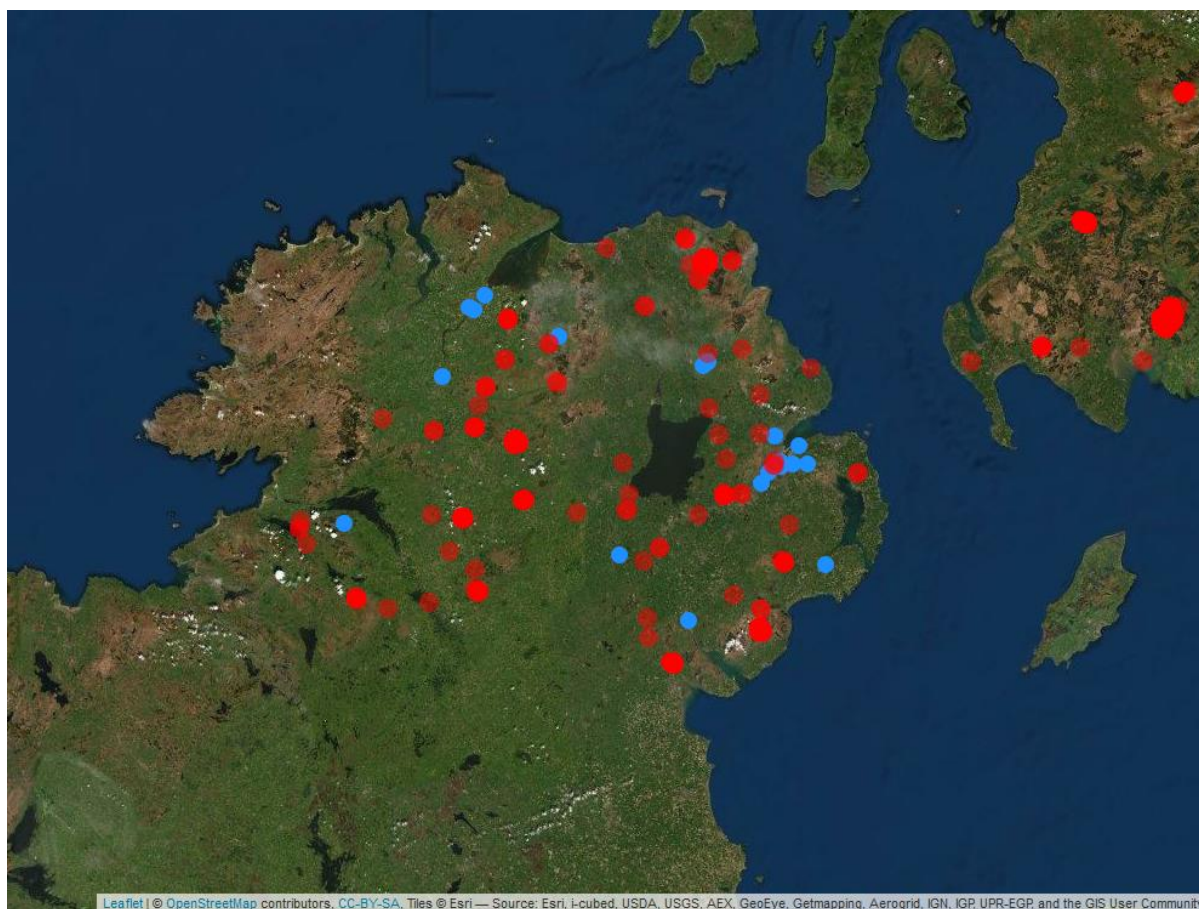 Leaflet | © OpenStreetMap contributors, CC-BY-SA, Tiles © Esri — Source: Esri, i-cubed, USDA, USGS, AEX, GeoEye, Getmapping, Aerogrid, IGN, IGP, UPR-EGP, and the GIS User Communit